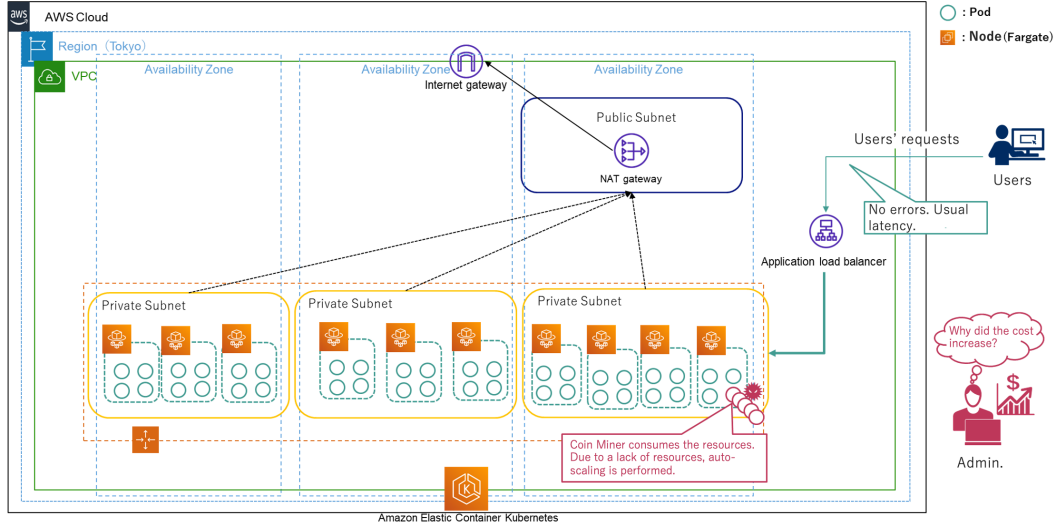 aws
AWS Cloud
: Pod
: Node(Fargate)
Region（Tokyo）
VPC
Availability Zone
Availability Zone
Availability Zone
Internet gateway
Public Subnet
NAT gateway
Users' requests
Users
No errors. Usual
latency.
Application load balancer
Private Subnet
Private Subnet
Private Subnet
Why did the cost
increase?
$
Admin.
Coin Miner consumes the resources.
Due to a lack of resources, auto-
scaling is performed.
K
Amazon Elastic Container Kubernetes